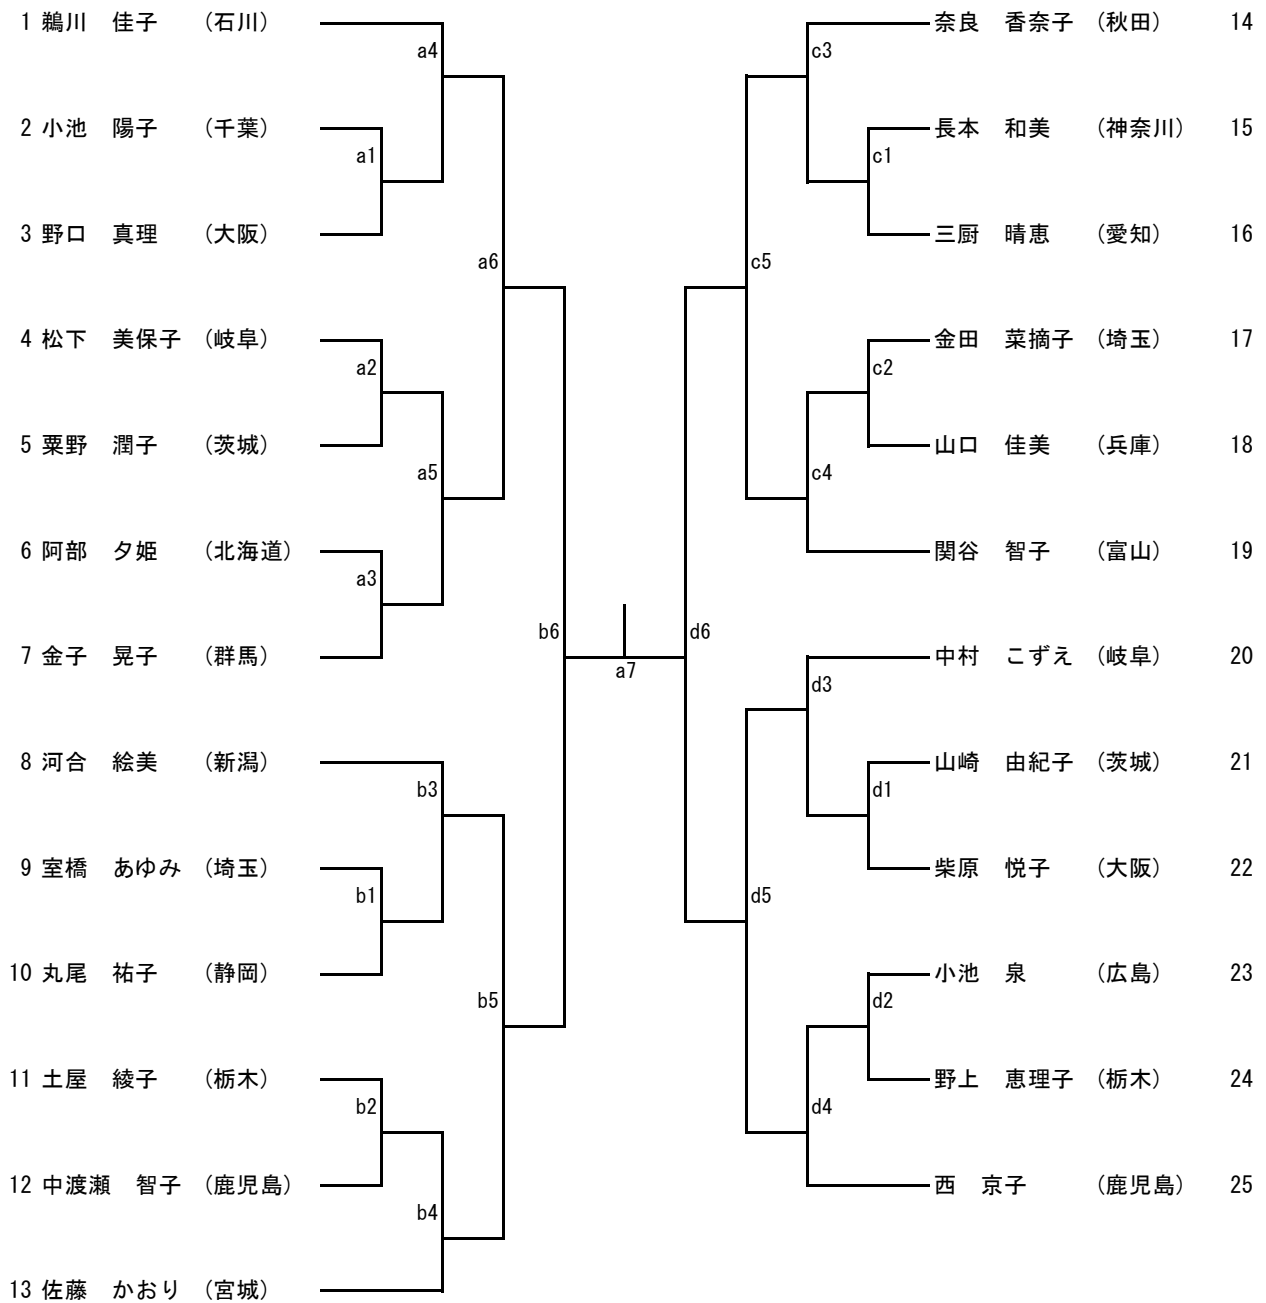 1 鵜川　佳子　（石川）
a4
2 小池　陽子　（千葉）
a1
3 野口　真理　（大阪）
a6
4 松下　美保子　（岐阜）
a2
5 粟野　潤子　（茨城）
a5
6 阿部　夕姫　（北海道）
a3
7 金子　晃子　（群馬）
8 河合　絵美　（新潟）
b3
9 室橋　あゆみ　（埼玉）
b1
10 丸尾　祐子　（静岡）
b5
11 土屋　綾子　（栃木）
b2
12 中渡瀬　智子　（鹿児島）
b4
13 佐藤　かおり　（宮城）
b6
a7
d6
奈良　香奈子　（秋田）　14
c3
長本　和美　（神奈川）　15
c1
三厨　晴恵　（愛知）　16
c5
金田　菜摘子　（埼玉）　17
c2
山口　佳美　（兵庫）　18
c4
関谷　智子　（富山）　19
中村　こずえ　（岐阜）　20
d3
山崎　由紀子　（茨城）　21
d1
柴原　悦子　（大阪）　22
d5
小池　泉　（広島）　23
d2
野上　恵理子　（栃木）　24
d4
西　京子　（鹿児島）　25